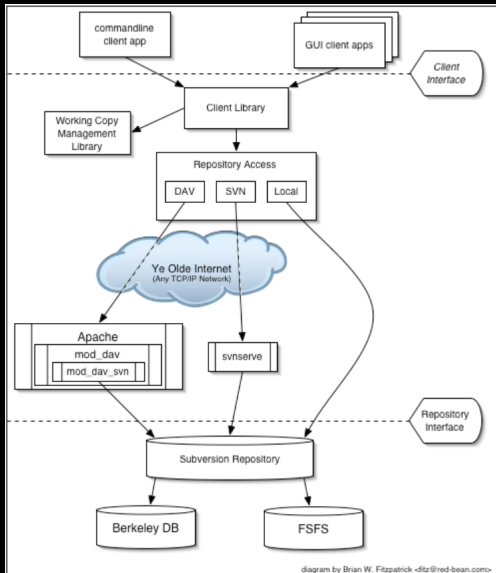 commandline
client app
GUI client apps
Client
Interface
Client Library
Working Copy
Management
Library
Repository Access
DAV
SVN
Local
Ye Olde Internet
(Any TCP/IP Network)
Apache
mod_dav
mod_dav_svn
svnserve
Repository
Interface
Subversion Repository
Berkeley DB
FSFS
diagram by Brian W. Fitzpatrick <fitz@red-bean.com>